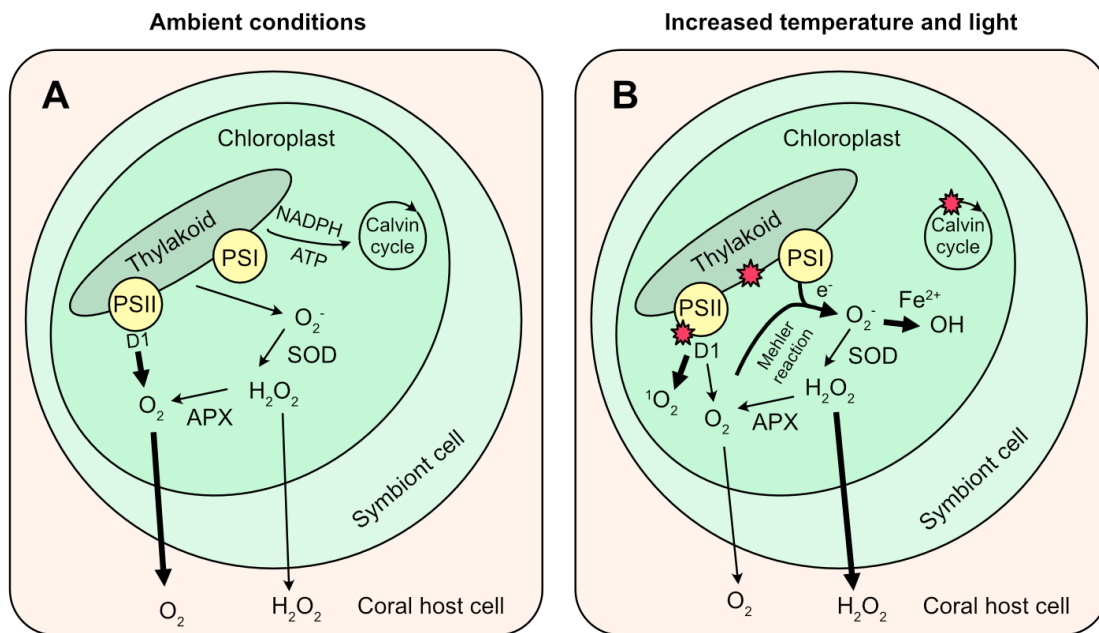 Ambient conditions
A
Chloroplast
Thylakoid
NADPH
ATP
Calvin
cycle
PSI
PSII
D1
O₂⁻
SOD
H₂O₂
APX
O₂
Symbiont cell
O₂
H₂O₂
Coral host cell
Increased temperature and light
B
Chloroplast
Thylakoid
Calvin
cycle
PSI
PSII
e⁻
Fe²⁺
O₂⁻
OH
D1
Mehler
reaction
SOD
¹O₂
H₂O₂
O₂
APX
Symbiont cell
O₂
H₂O₂
Coral host cell